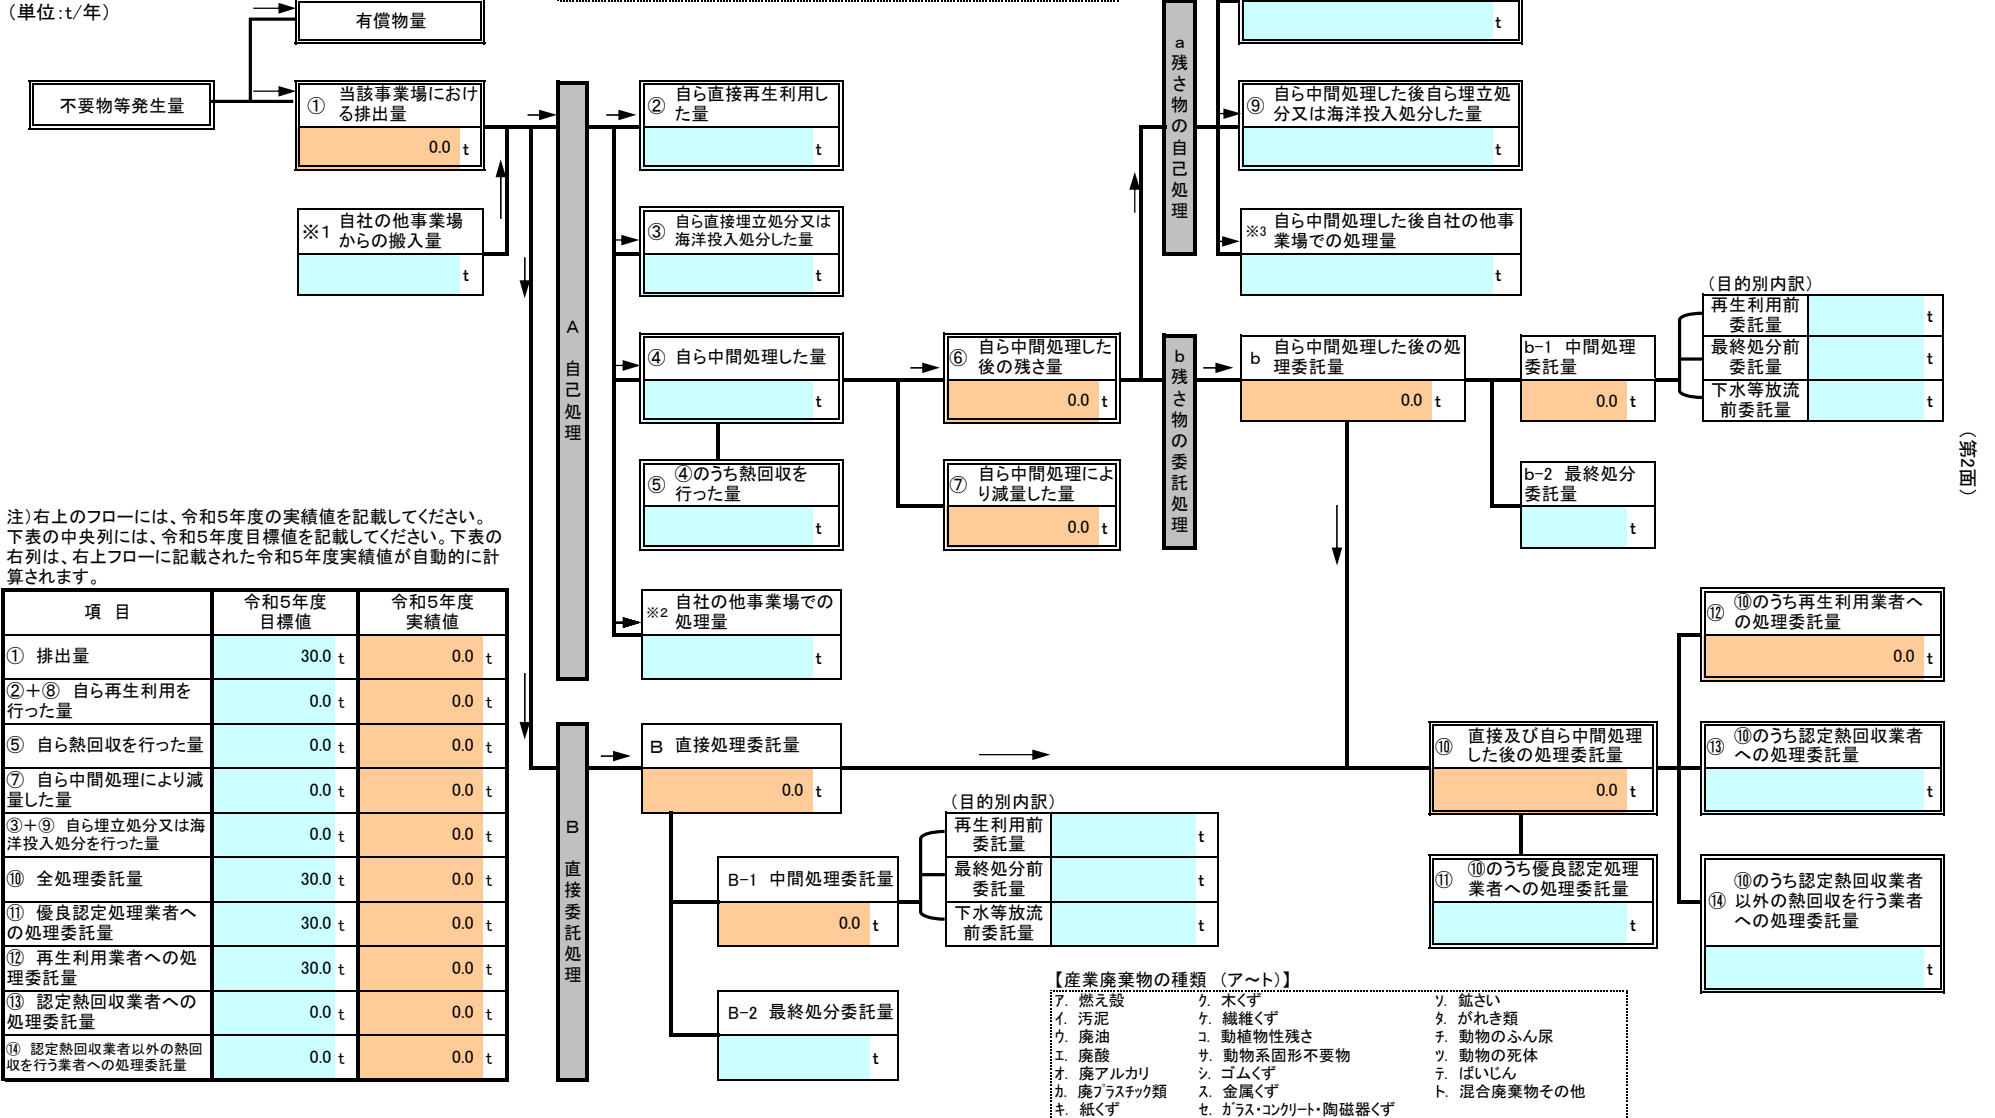 （単位：ｔ/年）
有償物量
不要物等発生量
① 当該事業場におけ
る排出量
0.0 ｔ
※1 自社の他事業場
からの搬入量
ｔ
A 自己処理
② 自ら直接再生利用し
た量
ｔ
③ 自ら直接埋立処分又は
海洋投入処分した量
ｔ
④ 自ら中間処理した量
ｔ
⑤ ④のうち熱回収を
行った量
ｔ
※2 自社の他事業場での
処理量
ｔ
⑥ 自ら中間処理した
後の残さ量
0.0 ｔ
⑦ 自ら中間処理によ
り減量した量
0.0 ｔ
a 残さ物の自己処理
ｔ
⑨ 自ら中間処理した後自ら埋立処
分又は海洋投入処分した量
ｔ
※3 自ら中間処理した後自社の他事
業場での処理量
ｔ
b 残さ物の委託処理
b 自ら中間処理した後の処
理委託量
0.0 ｔ
b-1 中間処理
委託量
0.0 ｔ
b-2 最終処分
委託量
ｔ
（目的別内訳）
再生利用前
委託量
ｔ
最終処分前
委託量
ｔ
下水等放流
前委託量
ｔ
（第2面）
注）右上のフローには、令和5年度の実績値を記載してください。
下表の中央列には、令和5年度目標値を記載してください。下表の
右列は、右上フローに記載された令和5年度実績値が自動的に計
算されます。
項 目 令和5年度
目標値 令和5年度
実績値
① 排出量 30.0 ｔ 0.0 ｔ
②＋⑧ 自ら再生利用を
行った量 0.0 ｔ 0.0 ｔ
⑤ 自ら熱回収を行った量 0.0 ｔ 0.0 ｔ
⑦ 自ら中間処理により減
量した量 0.0 ｔ 0.0 ｔ
③＋⑨ 自ら埋立処分又は海
洋投入処分を行った量 0.0 ｔ 0.0 ｔ
⑩ 全処理委託量 30.0 ｔ 0.0 ｔ
⑪ 優良認定処理業者へ
の処理委託量 30.0 ｔ 0.0 ｔ
⑫ 再生利用業者への処
理委託量 30.0 ｔ 0.0 ｔ
⑬ 認定熱回収業者への
処理委託量 0.0 ｔ 0.0 ｔ
⑭ 認定熱回収業者以外の熱回
収を行う業者への処理委託量 0.0 ｔ 0.0 ｔ
B 直接委託処理
B 直接処理委託量
0.0 ｔ
B-1 中間処理委託量
0.0 ｔ
B-2 最終処分委託量
ｔ
（目的別内訳）
再生利用前
委託量
ｔ
最終処分前
委託量
ｔ
下水等放流
前委託量
ｔ
⑩ 直接及び自ら中間処理
した後の処理委託量
0.0 ｔ
⑪ ⑩のうち優良認定処理
業者への処理委託量
ｔ
⑫ ⑩のうち再生利用業者へ
の処理委託量
0.0 ｔ
⑬ ⑩のうち認定熱回収業者
への処理委託量
ｔ
⑭ ⑩のうち認定熱回収業者
以外の熱回収を行う業者
への処理委託量
ｔ
【産業廃棄物の種類 （ア～ト）】
ア. 燃え殻 ク. 木くず ソ. 鉱さい
イ. 汚泥 ケ. 繊維くず タ. がれき類
ウ. 廃油 コ. 動植物性残さ チ. 動物のふん尿
エ. 廃酸 サ. 動物系固形不要物 ツ. 動物の死体
オ. 廃アルカリ シ. ゴムくず テ. ばいじん
カ. 廃プラスチック類 ス. 金属くず ト. 混合廃棄物その他
キ. 紙くず セ. ガラス・コンクリート・陶磁器くず